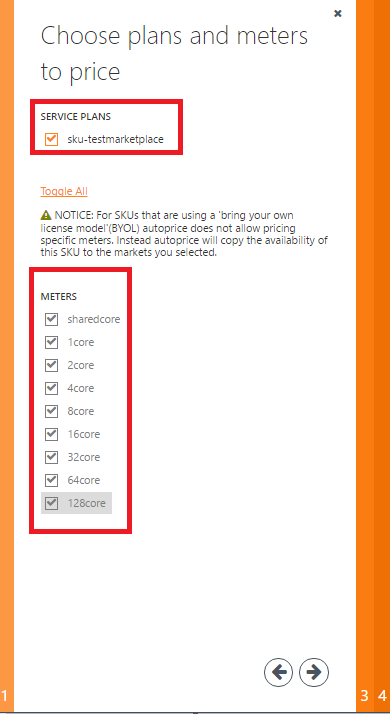 Choose plans and meters
to price
SERVICE PLANS
sku-testmarketplace
Toggle All
NOTICE: For SKUs that are using a 'bring your own
license model'(BYOL) autoprice does not allow pricing
specific meters. Instead autoprice will copy the availability of
this SKU to the markets you selected.
METERS
sharedcore
1core
2core
4core
8core
16core
32core
64core
128core
1
3
4